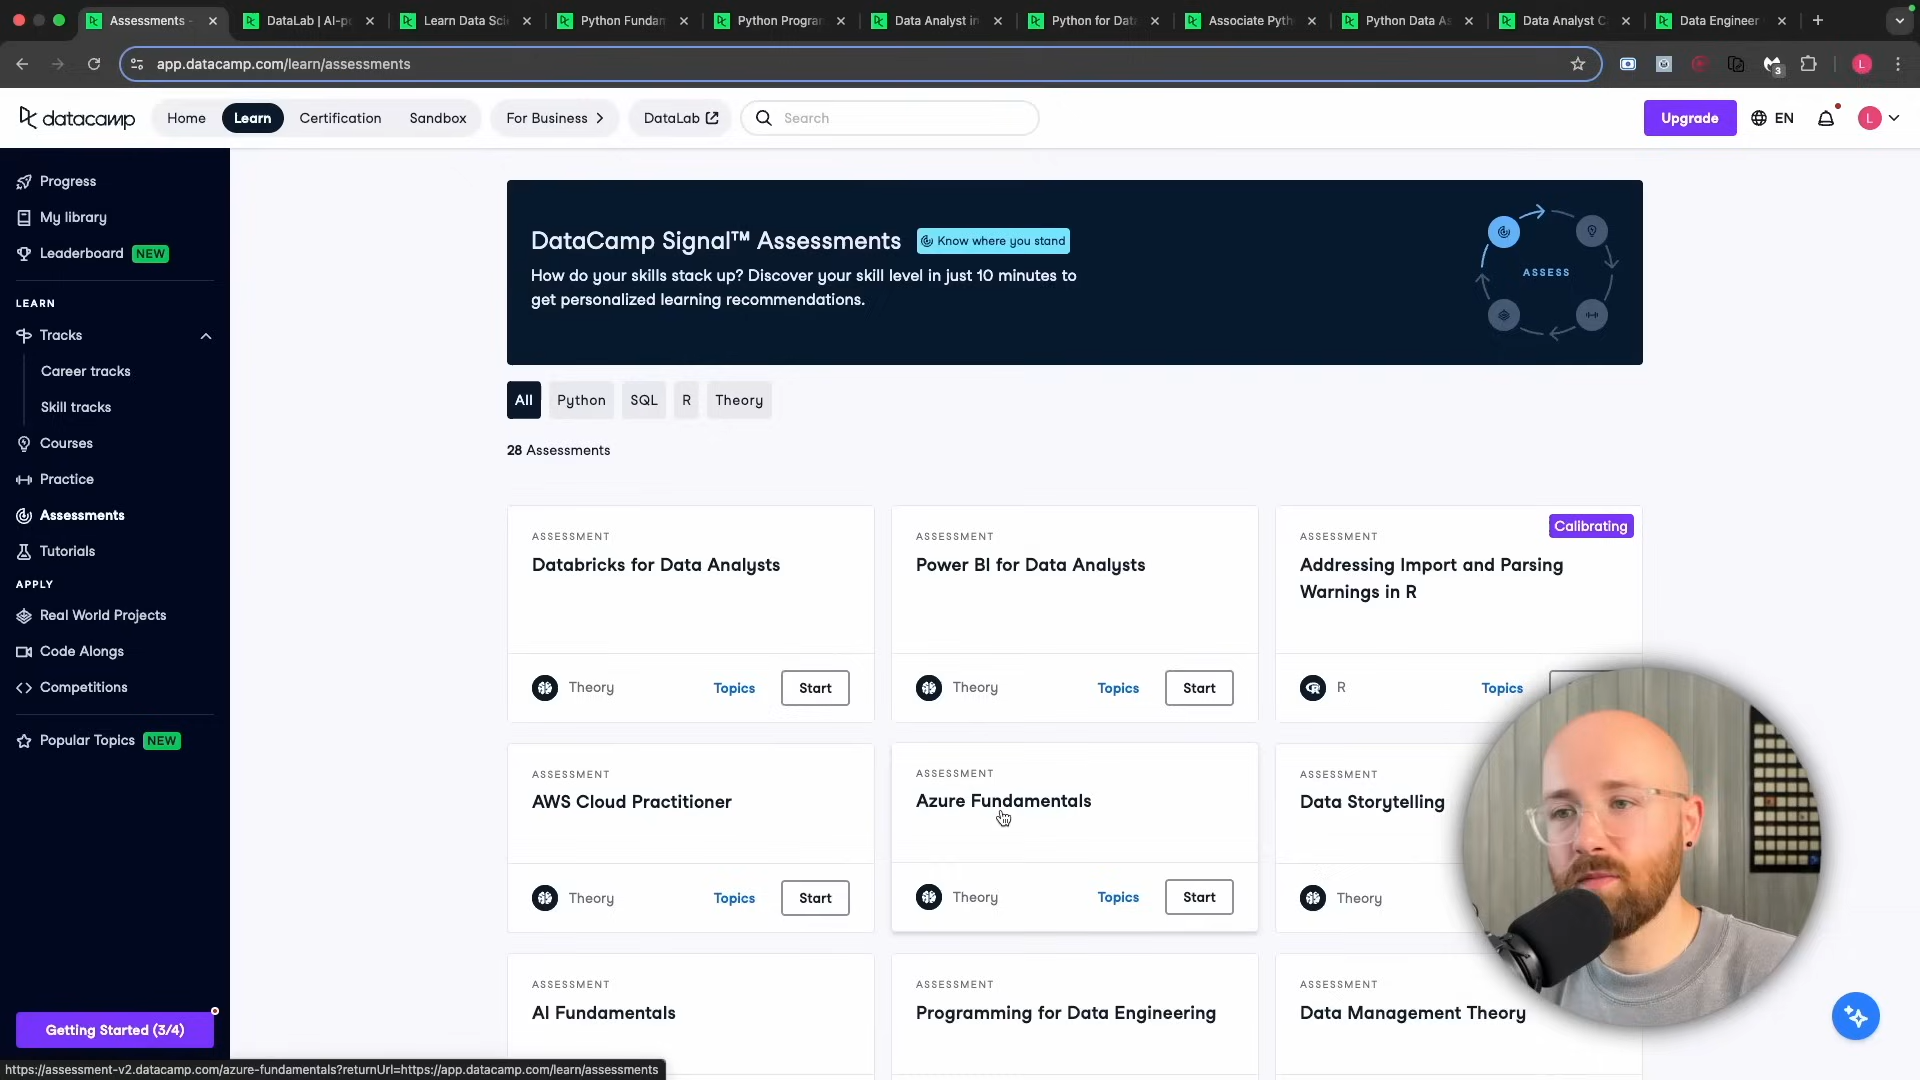 Assessments -
DataLab | AI-p
Learn Data Sci
Python Fundam
Python Program
Data Analyst in
Python for Data
Associate Pyth
Python Data As
Data Analyst C
Data Engineer
app.datacamp.com/learn/assessments
3
L
datacamp
Home
Learn
Certification
Sandbox
For Business
DataLab
Search
Upgrade
EN
L
Progress
My library
Leaderboard NEW
LEARN
Tracks
Career tracks
Skill tracks
Courses
Practice
Assessments
Tutorials
APPLY
Real World Projects
Code Alongs
Competitions
Popular Topics NEW
Getting Started (3/4)
DataCamp Signal™ Assessments
Know where you stand
How do your skills stack up? Discover your skill level in just 10 minutes to
get personalized learning recommendations.
ASSESS
All
Python
SQL
R
Theory
28 Assessments
ASSESSMENT
Databricks for Data Analysts
Theory
Topics
Start
ASSESSMENT
Power BI for Data Analysts
Theory
Topics
Start
Calibrating
ASSESSMENT
Addressing Import and Parsing
Warnings in R
R
Topics
ASSESSMENT
AWS Cloud Practitioner
Theory
Topics
Start
ASSESSMENT
Azure Fundamentals
Theory
Topics
Start
ASSESSMENT
Data Storytelling
Theory
ASSESSMENT
AI Fundamentals
ASSESSMENT
Programming for Data Engineering
ASSESSMENT
Data Management Theory
https://assessment-v2.datacamp.com/azure-fundamentals?returnUrl=https://app.datacamp.com/learn/assessments